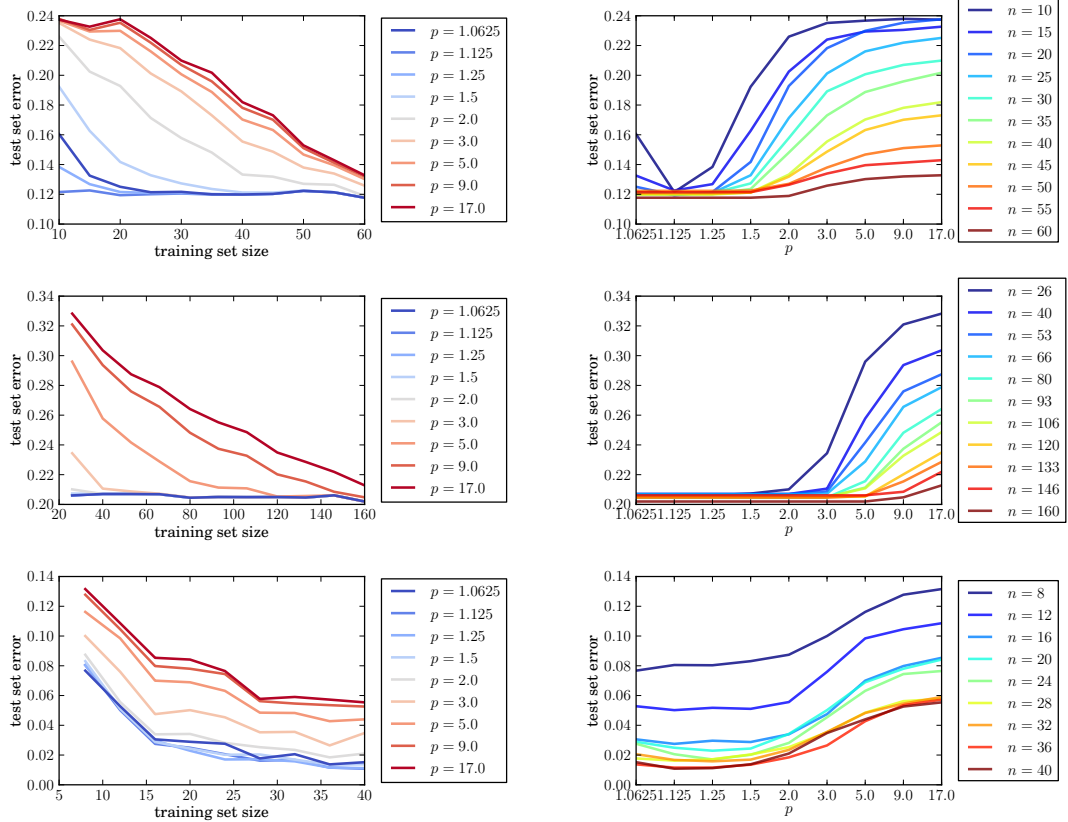 0.24
0.22
0.20
0.18
0.16
0.14
0.12
0.10
test set error
10 20 30 40 50 60
training set size
p = 1.0625
p = 1.125
p = 1.25
p = 1.5
p = 2.0
p = 3.0
p = 5.0
p = 9.0
p = 17.0
0.24
0.22
0.20
0.18
0.16
0.14
0.12
0.10
test set error
1.0625 1.125 1.25 1.5 2.0 3.0 5.0 9.0 17.0
p
n = 10
n = 15
n = 20
n = 25
n = 30
n = 35
n = 40
n = 45
n = 50
n = 55
n = 60
0.34
0.32
0.30
0.28
0.26
0.24
0.22
0.20
test set error
20 40 60 80 100 120 140 160
training set size
p = 1.0625
p = 1.125
p = 1.25
p = 1.5
p = 2.0
p = 3.0
p = 5.0
p = 9.0
p = 17.0
0.34
0.32
0.30
0.28
0.26
0.24
0.22
0.20
test set error
1.0625 1.125 1.25 1.5 2.0 3.0 5.0 9.0 17.0
p
n = 26
n = 40
n = 53
n = 66
n = 80
n = 93
n = 106
n = 120
n = 133
n = 146
n = 160
0.14
0.12
0.10
0.08
0.06
0.04
0.02
0.00
test set error
5 10 15 20 25 30 35 40
training set size
p = 1.0625
p = 1.125
p = 1.25
p = 1.5
p = 2.0
p = 3.0
p = 5.0
p = 9.0
p = 17.0
0.14
0.12
0.10
0.08
0.06
0.04
0.02
0.00
test set error
1.0625 1.125 1.25 1.5 2.0 3.0 5.0 9.0 17.0
p
n = 8
n = 12
n = 16
n = 20
n = 24
n = 28
n = 32
n = 36
n = 40